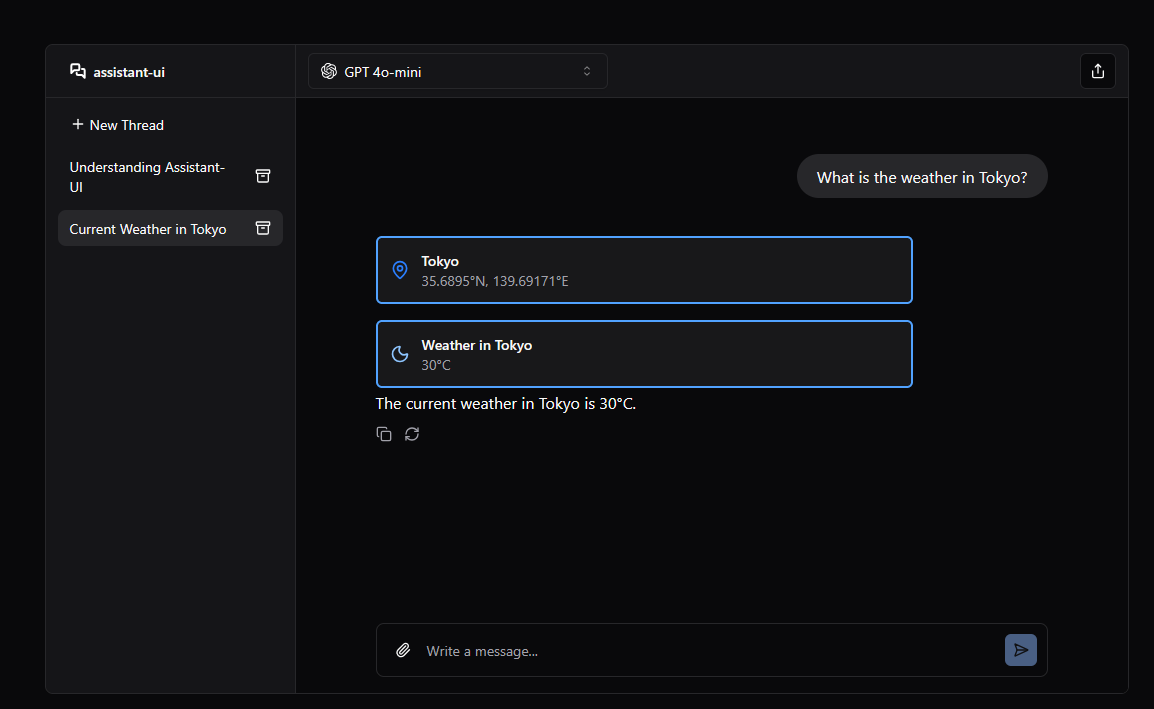 assistant-ui
GPT 4o-mini
New Thread
Understanding Assistant-
UI
Current Weather in Tokyo
What is the weather in Tokyo?
Tokyo
35.6895°N, 139.69171°E
Weather in Tokyo
30°C
The current weather in Tokyo is 30°C.
Write a message...